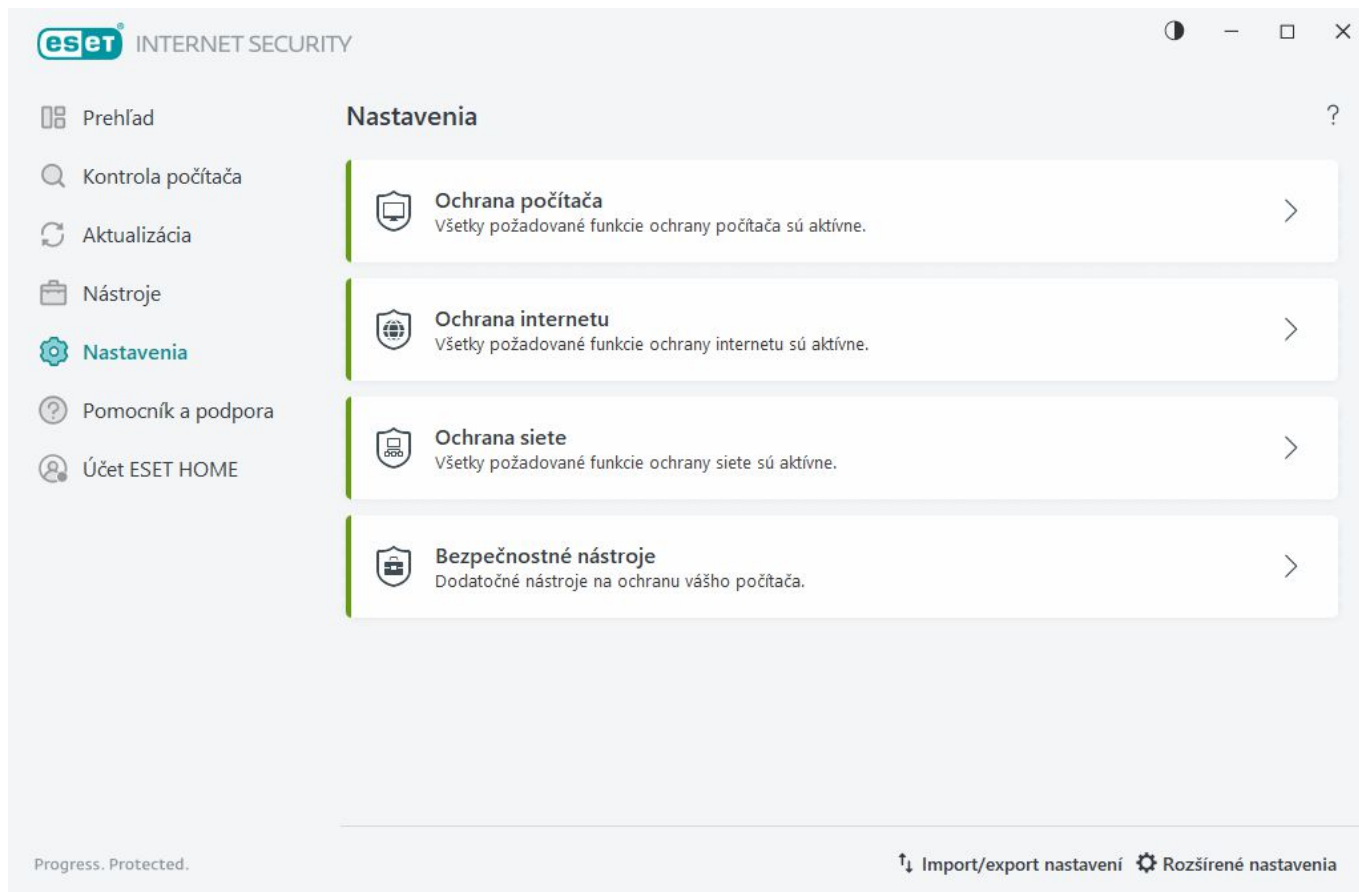 eset® INTERNET SECURITY
Prehľad
Kontrola počítača
Aktualizácia
Nástroje
Nastavenia
Pomocník a podpora
Účet ESET HOME
Nastavenia
?
Ochrana počítača
Všetky požadované funkcie ochrany počítača sú aktívne.
Ochrana internetu
Všetky požadované funkcie ochrany internetu sú aktívne.
Ochrana siete
Všetky požadované funkcie ochrany siete sú aktívne.
Bezpečnostné nástroje
Dodatočné nástroje na ochranu vášho počítača.
Progress. Protected.
Import/export nastavení
Rozšírené nastavenia